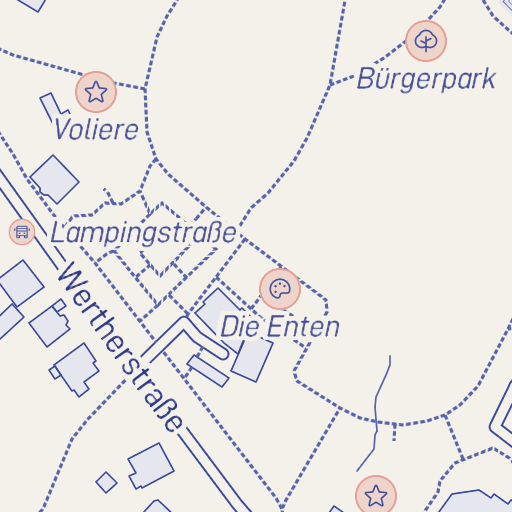 Bürgerpark
Voliere
Lampingstraße
Die Enten
Wertherstraße